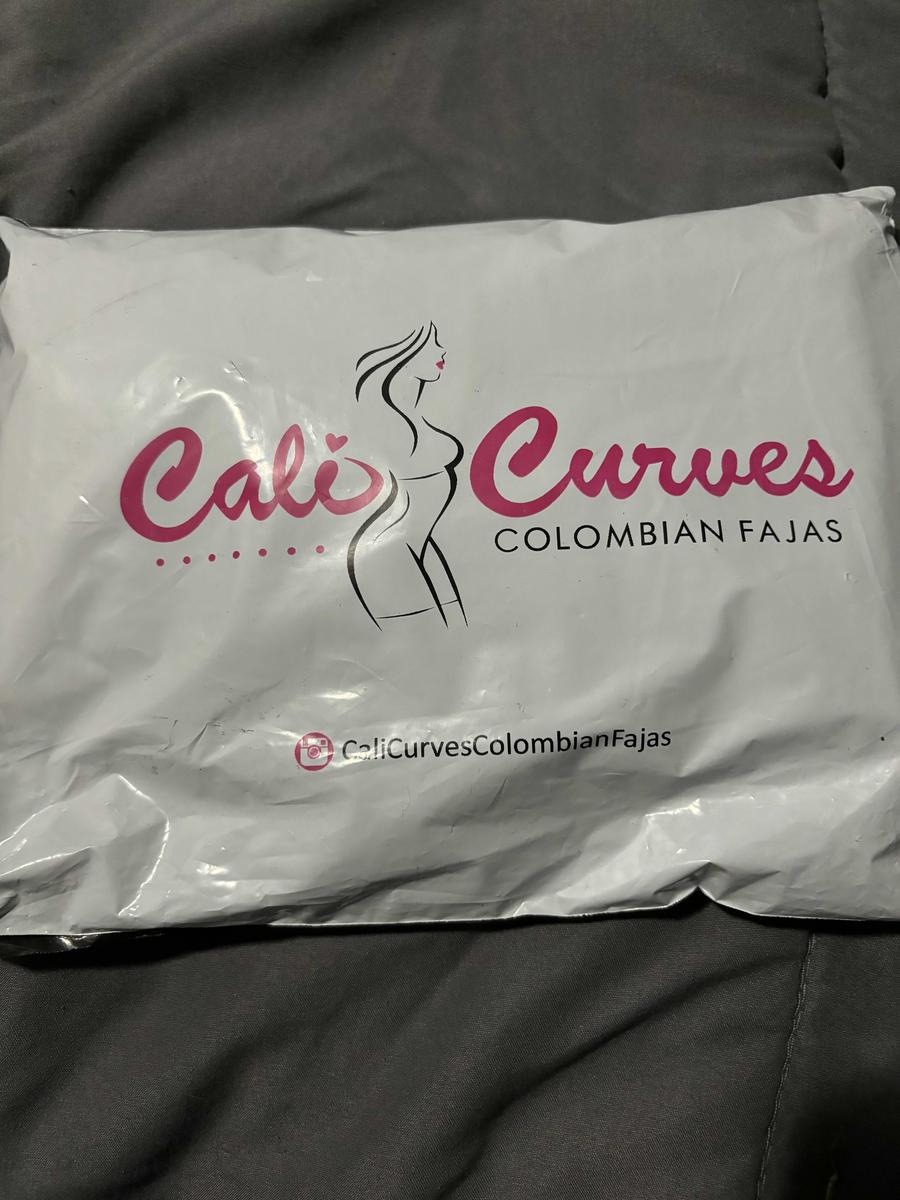 Cali Curves
COLOMBIAN FAJAS
CaliCurvesColombianFajas